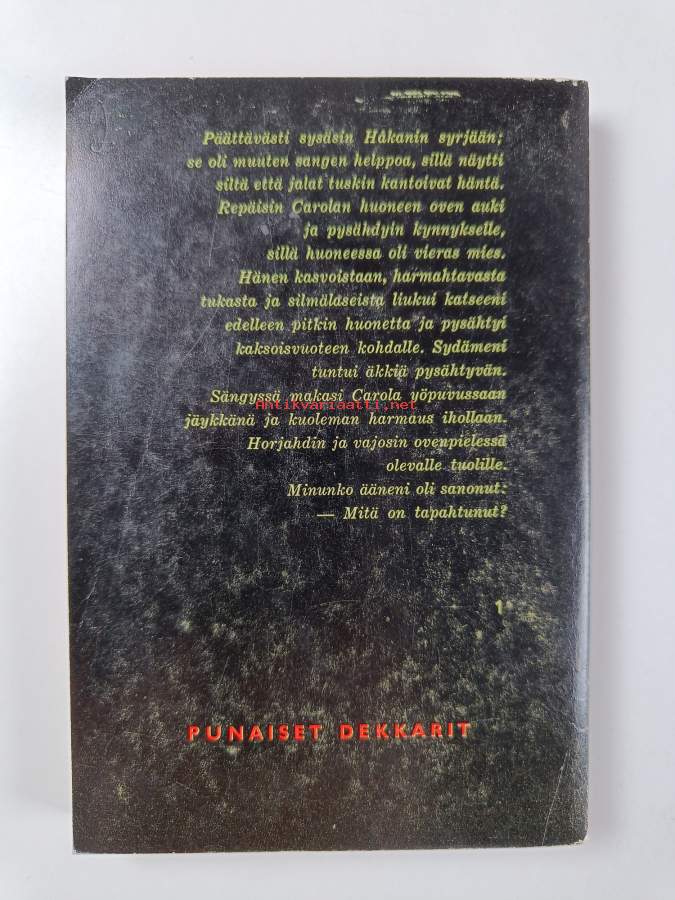 Päättävästi sysäsin Håkanin syrjään;
se oli muuten sangen helppoa, sillä näytti
siltä että jalat tuskin kantoivat häntä.
Repäisin Carolan huoneen oven auki
ja pysähdyin kynnykselle,
sillä huoneessa oli vieras mies.
Hänen kasvoistaan, harmahtavasta
tukasta ja silmälaseista liukui katseeni
edelleen pitkin huonetta ja pysähtyi
kaksoisvuoteen kohdalle. Sydämeni
tuntui äkkiä pysähtyvän.
Sängyssä makasi Carola yöpuvussaan
Antikvariaatti.net
jäykkänä ja kuoleman harmaus ihollaan.
Horjahdin ja vajosin ovenpielessä
olevalle tuolille.
Minunko ääneni oli sanonut:
— Mitä on tapahtunut?
PUNAISET DEKKARIT